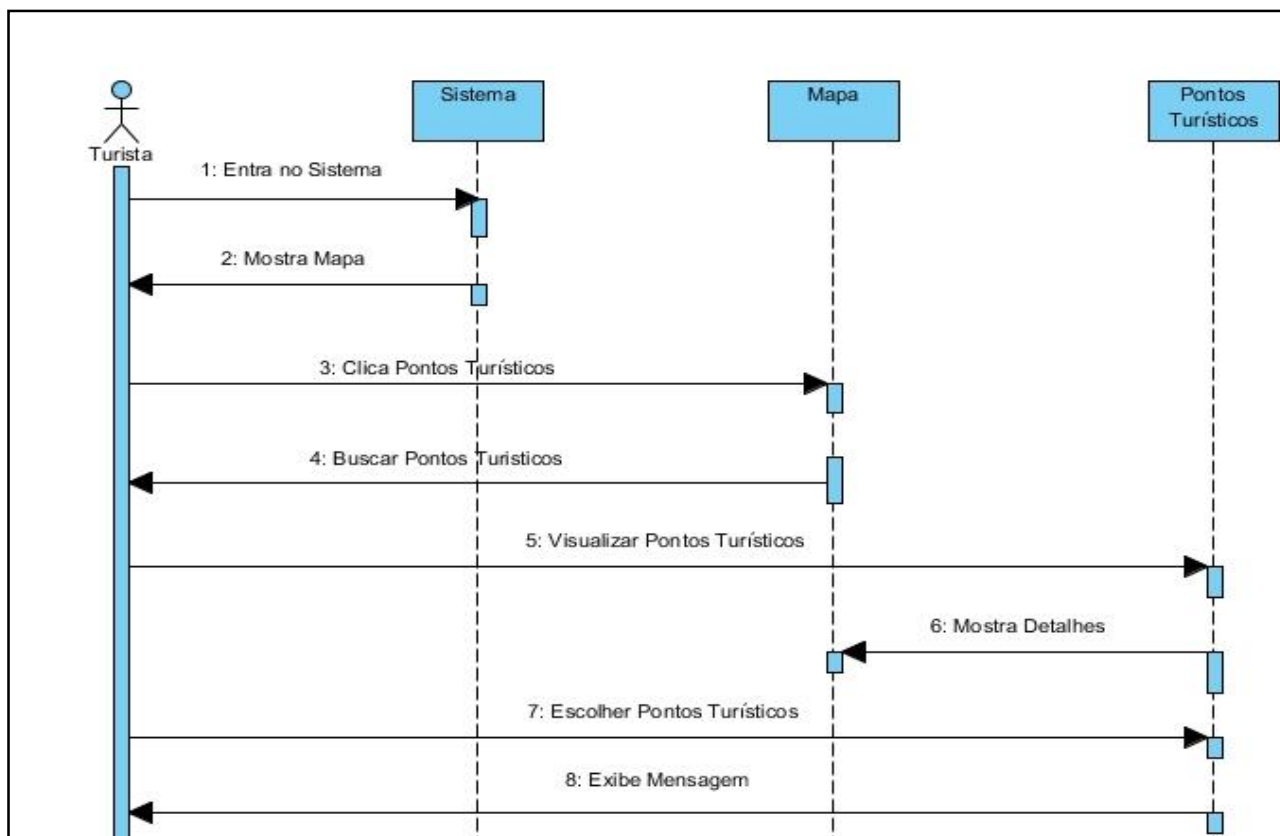 Sistema
Mapa
Pontos
Turísticos
Turista
1: Entra no Sistema
2: Mostra Mapa
3: Clica Pontos Turísticos
4: Buscar Pontos Turisticos
5: Visualizar Pontos Turísticos
6: Mostra Detalhes
7: Escolher Pontos Turísticos
8: Exibe Mensagem